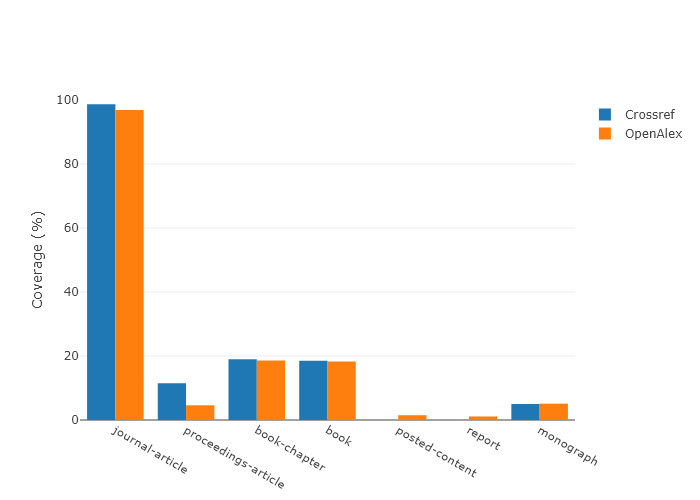 100
80
60
40
20
0
Coverage (%)
journal-article
proceedings-article
book-chapter
book
posted-content
report
monograph
Crossref
OpenAlex